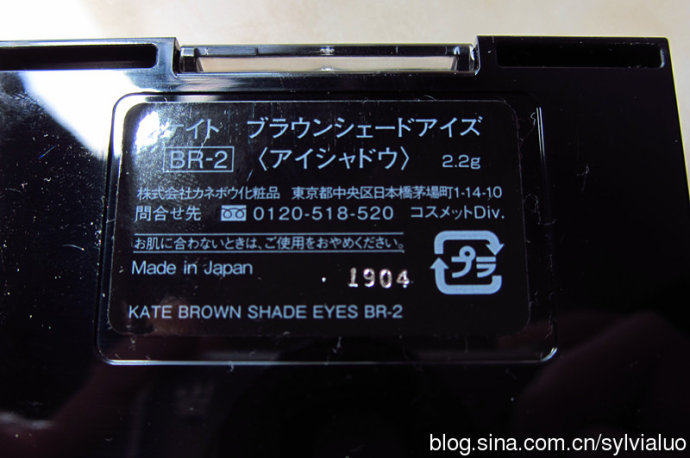 ケイト ブラウンシェードアイズ
BR-2 〈アイシャドウ〉 2.2g
株式会社カネボウ化粧品 東京都中央区日本橋茅場町1-14-10
問合せ先 0120-518-520 コスメットDiv.
お肌に合わないときは、ご使用をおやめください。
Made in Japan
1904
プラ
KATE BROWN SHADE EYES BR-2
blog.sina.com.cn/sylvialuo